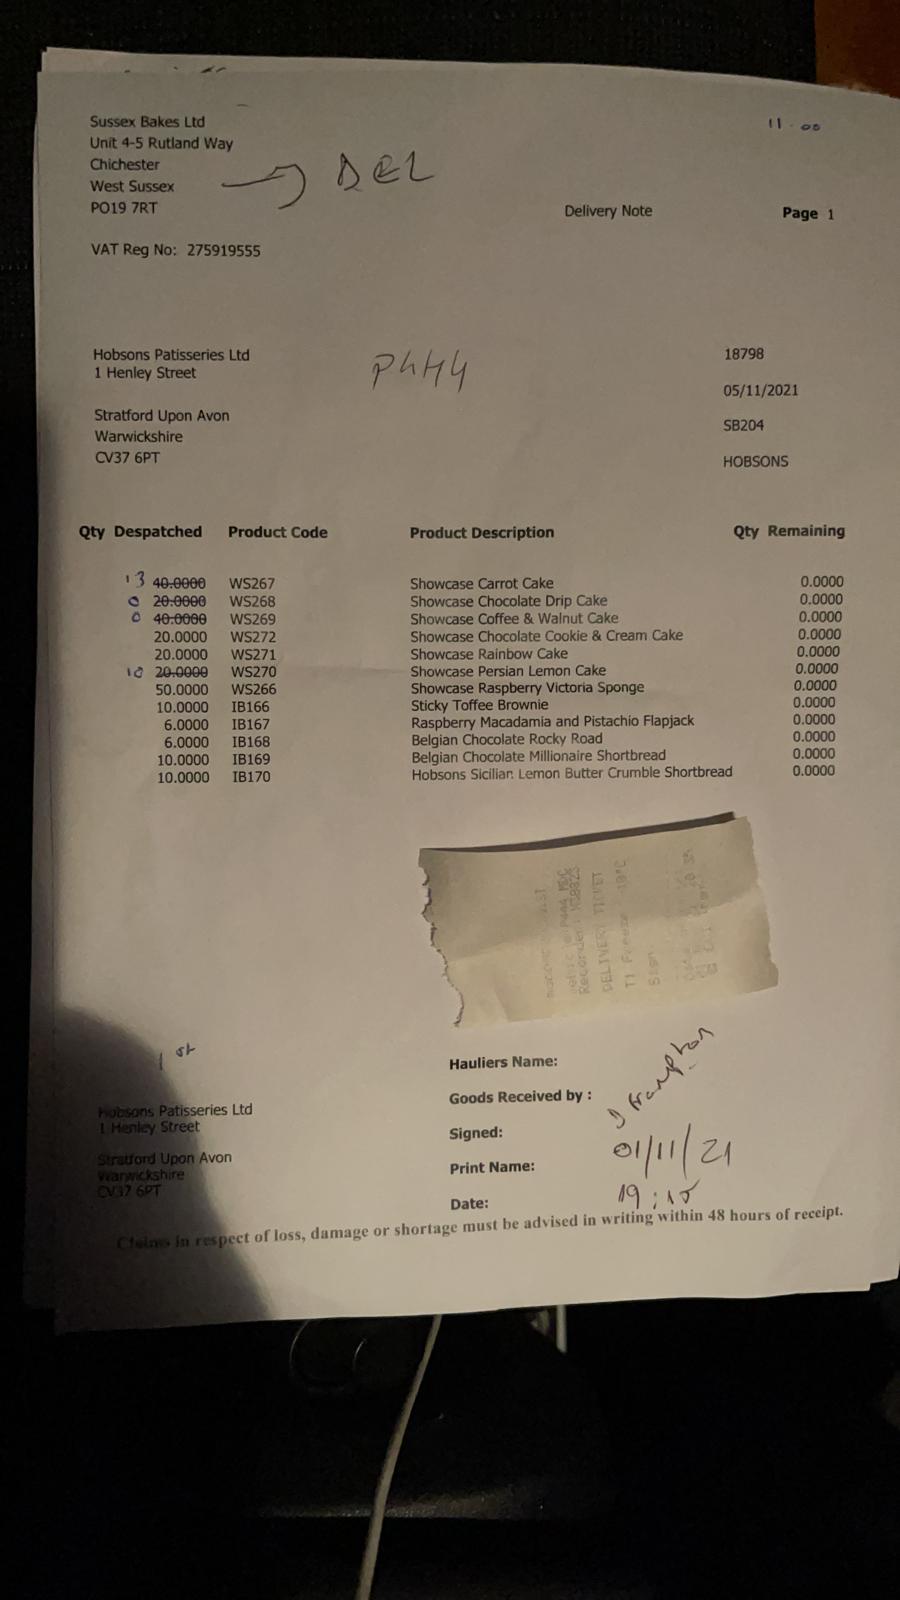 Sussex Bakes Ltd
11.00
Unit 4-5 Rutland Way
Chichester
DEL
West Sussex
PO19 7RT
Delivery Note Page 1
VAT Reg No: 275919555
Hobsons Patisseries Ltd 18798
1 Henley Street
P444
05/11/2021
Stratford Upon Avon
SB204
Warwickshire
CV37 6PT HOBSONS
Qty Despatched Product Code Product Description Qty Remaining
13 40.0000 WS267 Showcase Carrot Cake 0.0000
0 20.0000 WS268 Showcase Chocolate Drip Cake 0.0000
0 40.0000 WS269 Showcase Coffee & Walnut Cake 0.0000
20.0000 WS272 Showcase Chocolate Cookie & Cream Cake 0.0000
20.0000 WS271 Showcase Rainbow Cake 0.0000
10 20.0000 WS270 Showcase Persian Lemon Cake 0.0000
50.0000 WS266 Showcase Raspberry Victoria Sponge 0.0000
10.0000 IB166 Sticky Toffee Brownie 0.0000
6.0000 IB167 Raspberry Macadamia and Pistachio Flapjack 0.0000
6.0000 IB168 Belgian Chocolate Rocky Road 0.0000
10.0000 IB169 Belgian Chocolate Millionaire Shortbread 0.0000
10.0000 IB170 Hobsons Sicilian Lemon Butter Crumble Shortbread 0.0000
DELIVERY TICKET
1st
Hauliers Name:
Goods Received by :
Hobsons Patisseries Ltd
1 Henley Street
Signed:
01/11/21
Stratford Upon Avon
Print Name:
Warwickshire
CV37 6PT
19:15
Date:
Claims in respect of loss, damage or shortage must be advised in writing within 48 hours of receipt.